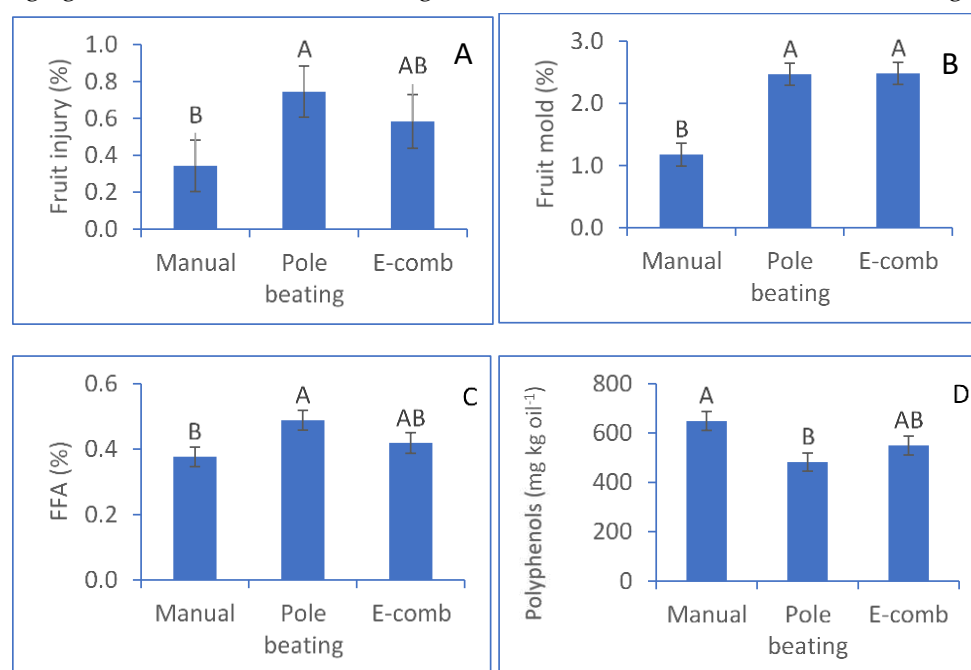 1.0
0.8
0.6
0.4
0.2
0.0
Fruit injury (%)
B
A
AB
A
Manual
Pole
beating
E-comb
3.0
2.0
1.0
0.0
Fruit mold (%)
B
A
A
B
Manual
Pole
beating
E-comb
0.6
0.4
0.2
0.0
FFA (%)
B
A
AB
C
Manual
Pole
beating
E-comb
800
600
400
200
0
Polyphenols (mg kg oil⁻¹)
A
B
AB
D
Manual
Pole
beating
E-comb